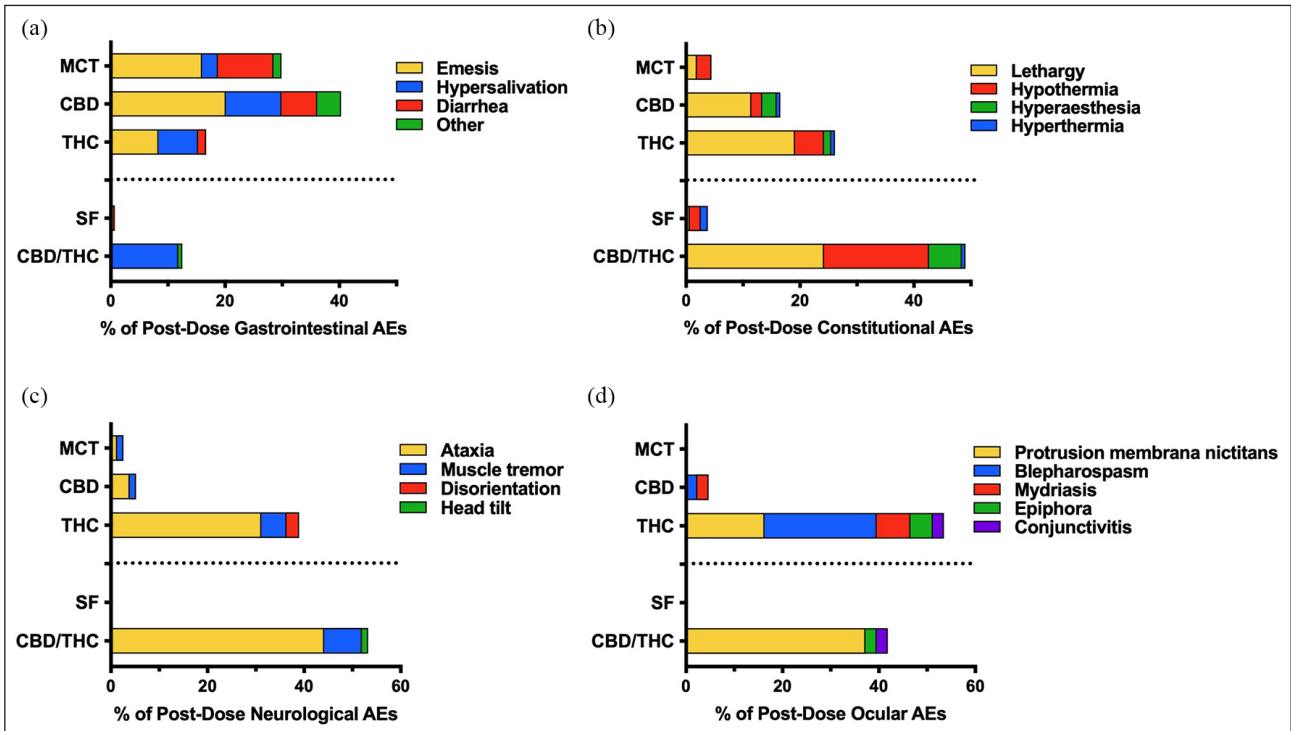 (a)
MCT
CBD
THC
SF
CBD/THC
0 20 40
% of Post-Dose Gastrointestinal AEs
Emesis
Hypersalivation
Diarrhea
Other
(b)
MCT
CBD
THC
SF
CBD/THC
0 20 40
% of Post-Dose Constitutional AEs
Lethargy
Hypothermia
Hyperaesthesia
Hyperthermia
(c)
MCT
CBD
THC
SF
CBD/THC
0 20 40 60
% of Post-Dose Neurological AEs
Ataxia
Muscle tremor
Disorientation
Head tilt
(d)
MCT
CBD
THC
SF
CBD/THC
0 20 40 60
% of Post-Dose Ocular AEs
Protrusion membrana nictitans
Blepharospasm
Mydriasis
Epiphora
Conjunctivitis